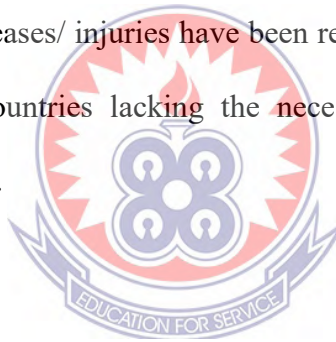 eases/ injuries have been re
ountries lacking the nece
EDUCATION FOR SERVICE